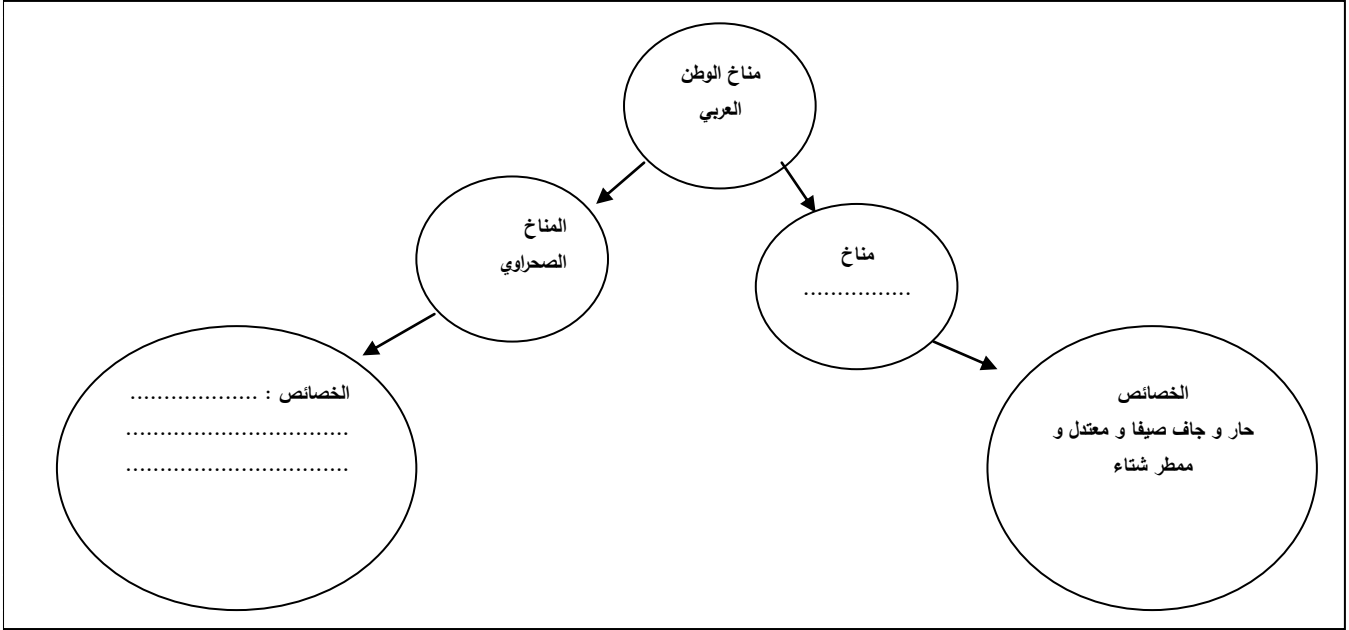 مناخ الوطن
العربي
مناخ
................
المناخ
الصحراوي
الخصائص
حار و جاف صيفا و معتدل و
ممطر شتاء
الخصائص : ...................
.................................
.................................